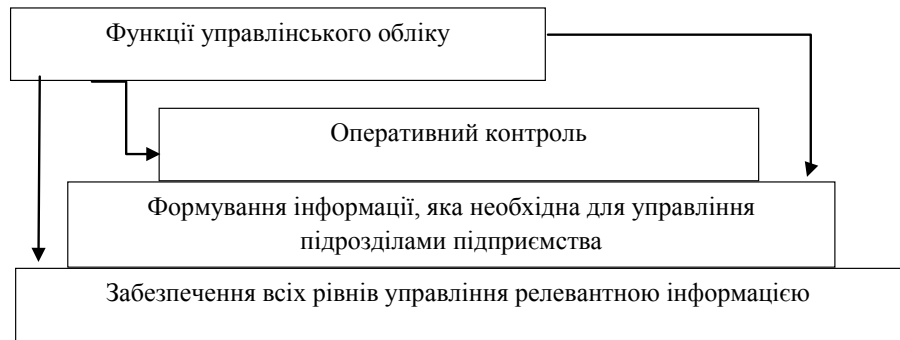 Функції управлінського обліку
Оперативний контроль
Формування інформації, яка необхідна для управління
підрозділами підприємства
Забезпечення всіх рівнів управління релевантною інформацією